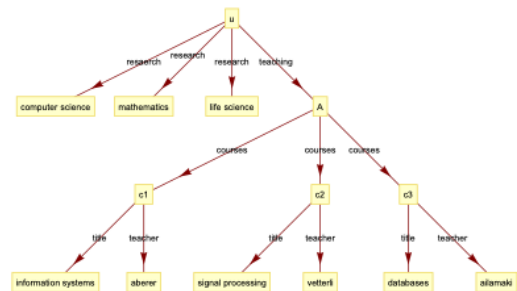 u
resaerch
research
research
teaching
computer science
mathematics
life science
A
courses
courses
courses
c1
c2
c3
title
teacher
title
teacher
title
teacher
information systems
aberer
signal processing
vetterli
databases
ailamaki